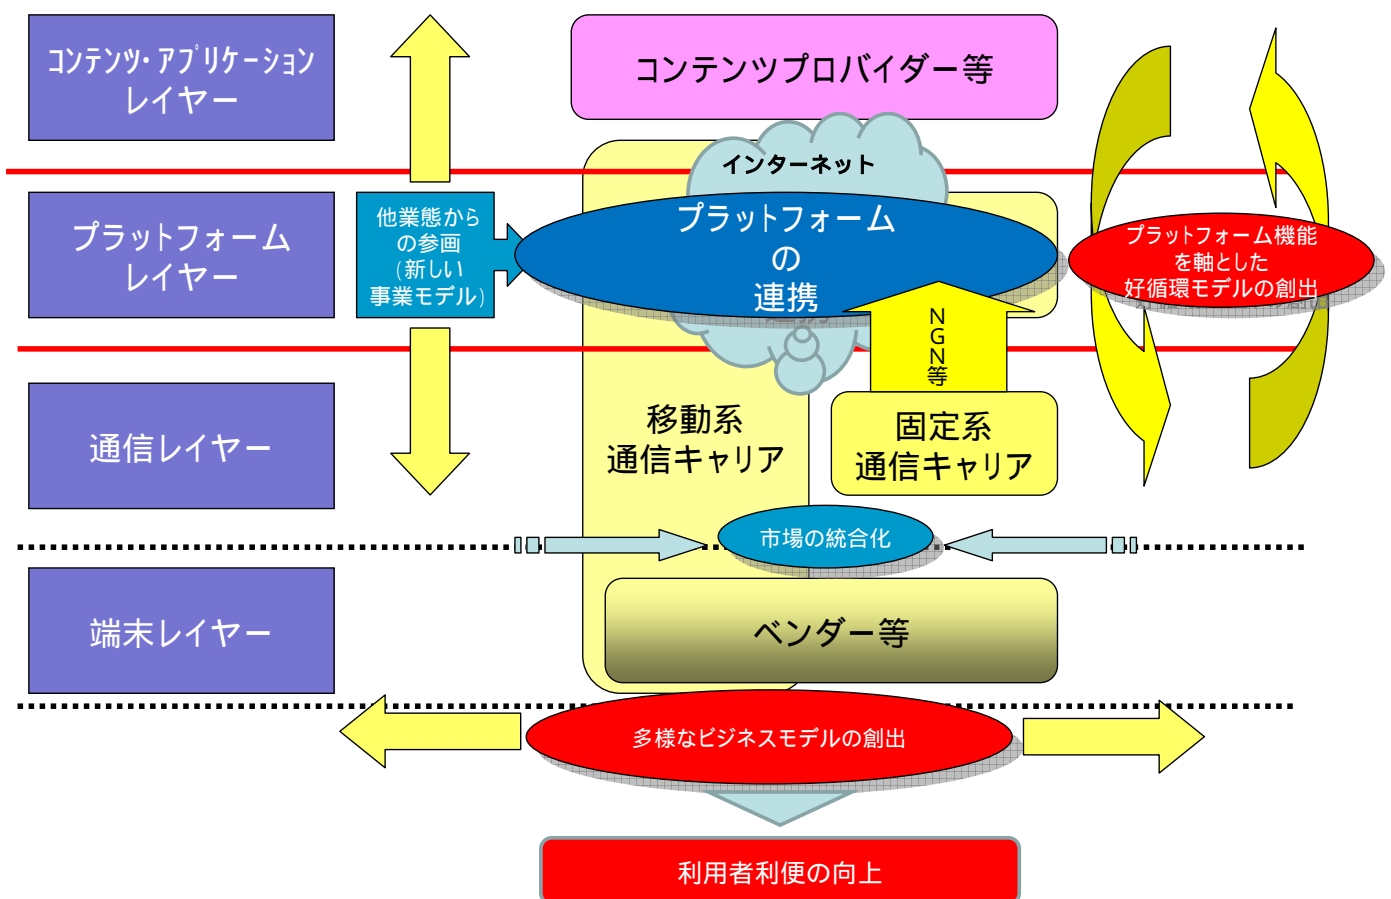 コンテンツ・アプリケーション
レイヤー
コンテンツプロバイダー等
インターネット
プラットフォーム
レイヤー
他業態から
の参画
(新しい
事業モデル)
プラットフォーム
の
連携
プラットフォーム機能
を軸とした
好循環モデルの創出
NGN等
通信レイヤー
移動系
通信キャリア
固定系
通信キャリア
市場の統合化
端末レイヤー
ベンダー等
多様なビジネスモデルの創出
利用者利便の向上